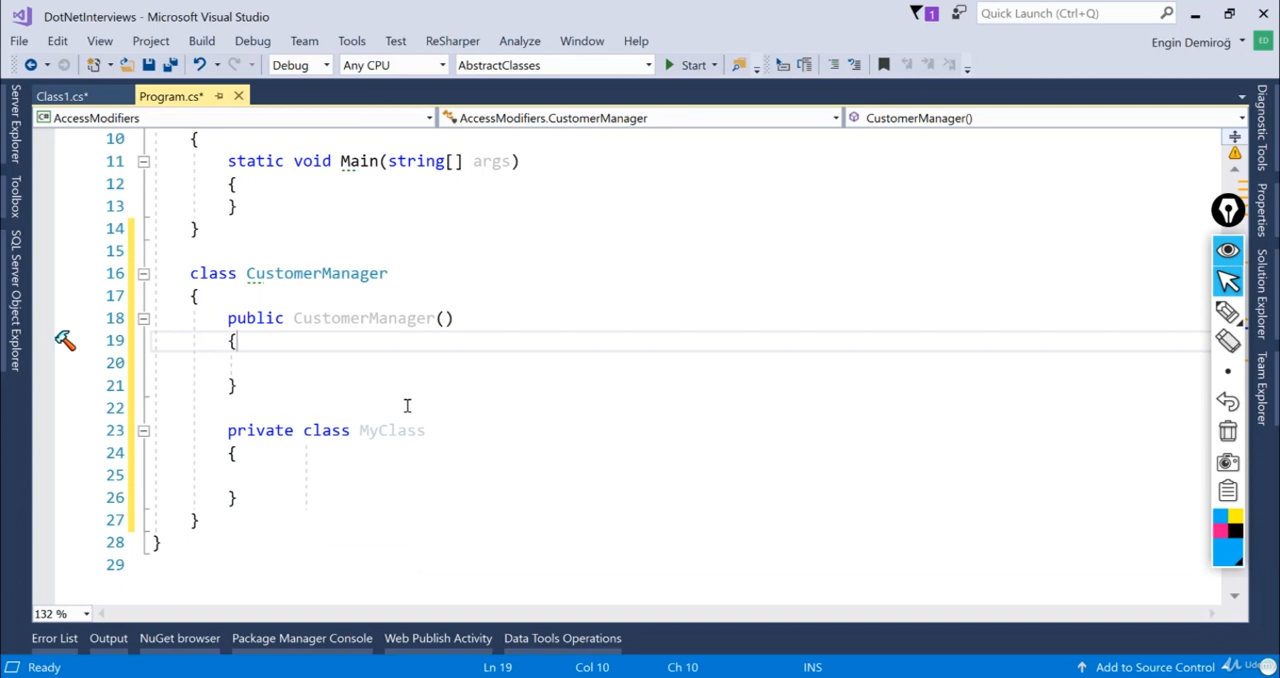 DotNetInterviews - Microsoft Visual Studio
1
Quick Launch (Ctrl+Q)
File Edit View Project Build Debug Team Tools Test ReSharper Analyze Window Help
Engin Demiroğ
ED
Debug Any CPU AbstractClasses Start
Class1.cs* Program.cs*
AccessModifiers AccessModifiers.CustomerManager CustomerManager()
10 {
11 static void Main(string[] args)
12 {
13 }
14 }
15
16 class CustomerManager
17 {
18 public CustomerManager()
19 {
20
21 }
22
23 private class MyClass
24 {
25
26 }
27 }
28 }
29
132 %
Server Explorer
Toolbox
SQL Server Object Explorer
Diagnostic Tools
Properties
Solution Explorer
Team Explorer
Error List Output NuGet browser Package Manager Console Web Publish Activity Data Tools Operations
Ready Ln 19 Col 10 Ch 10 INS Add to Source Control
Udemy